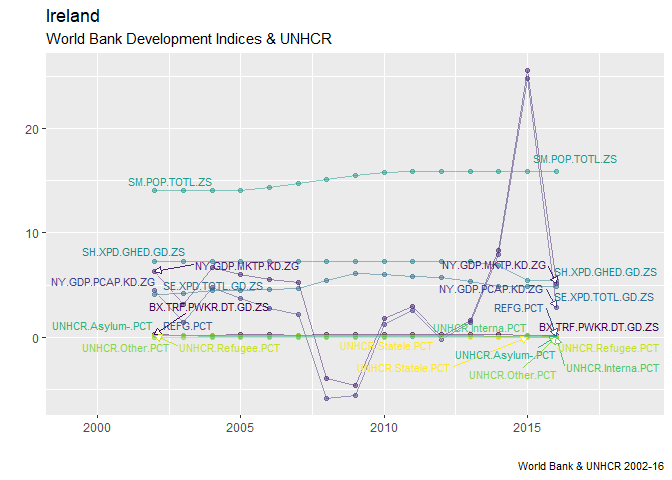 Ireland
World Bank Development Indices & UNHCR
20
10
0
SM.POP.TOTL.ZS
SM.POP.TOTL.ZS
SH.XPD.GHED.GD.ZS
NY.GDP.MKTP.KD.ZG
NY.GDP.MKTP.KD.ZG
SH.XPD.GHED.GD.ZS
NY.GDP.PCAP.KD.ZG
SE.XPD.TOTL.GD.ZS
NY.GDP.PCAP.KD.ZG
SE.XPD.TOTL.GD.ZS
BX.TRF.PWKR.DT.GD.ZS
REFG.PCT
UNHCR.Asylum-.PCT
REFG.PCT
UNHCR.Interna.PCT
BX.TRF.PWKR.DT.GD.ZS
UNHCR.Other.PCT
UNHCR.Refugee.PCT
UNHCR.Statele.PCT
UNHCR.Asylum-.PCT
UNHCR.Refugee.PCT
UNHCR.Statele.PCT
UNHCR.Other.PCT
UNHCR.Interna.PCT
2000
2005
2010
2015
World Bank & UNHCR 2002-16